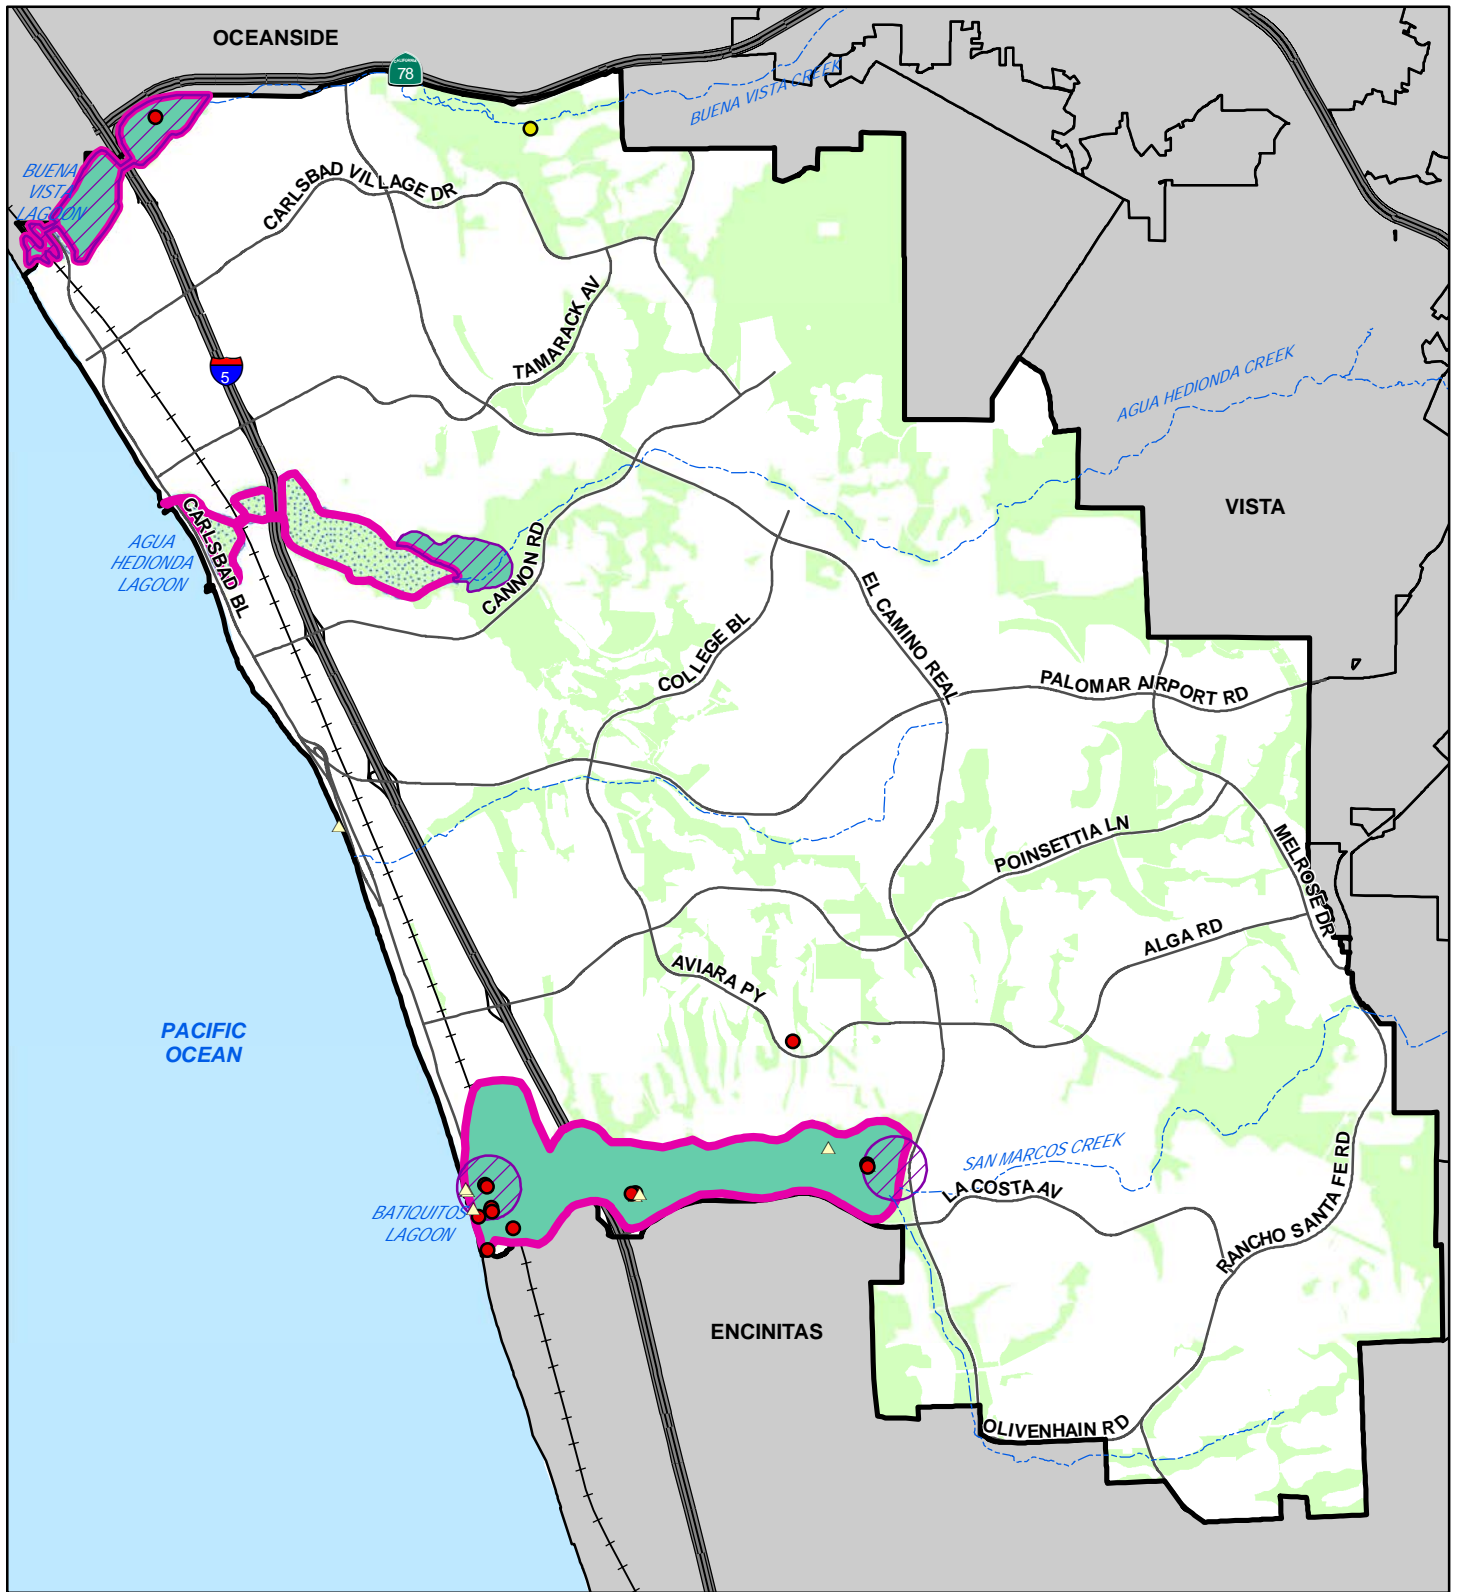 OCEANSIDE
CALIFORNIA
78
BUENA VISTA CREEK
BUENA
VISTA
LAGOON
CARLSBAD VILLAGE DR
TAMARACK AV
5
AGUA HEDIONDA CREEK
VISTA
CARLSBAD BL
AGUA
HEDIONDA
LAGOON
CANNON RD
EL CAMINO REAL
COLLEGE BL
PALOMAR AIRPORT RD
POINSETTIA LN
MELROSE DR
ALGA RD
AVIARA PY
PACIFIC
OCEAN
SAN MARCOS CREEK
LA COSTA AV
RANCHO SANTA FE RD
BATIQUITOS
LAGOON
ENCINITAS
OLIVENHAIN RD